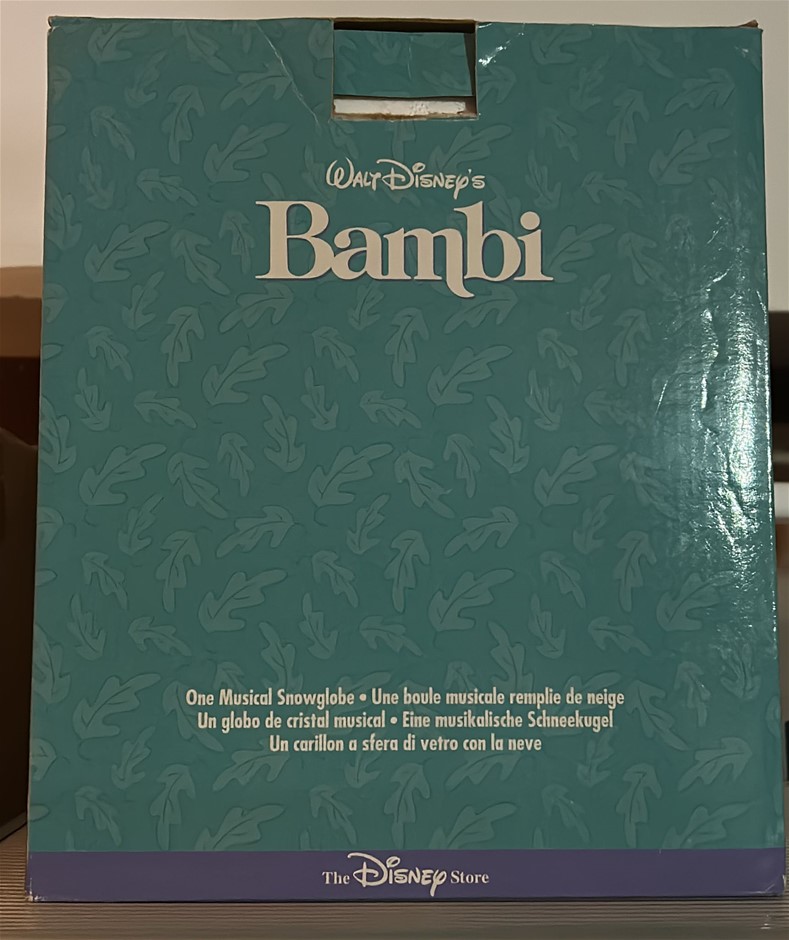 WALT DISNEY'S
Bambi
One Musical Snowglobe • Une boule musicale remplie de neige
Un globo de cristal musical • Eine musikalische Schneekugel
Un carillon a sfera di vetro con la neve
The DISNEY Store